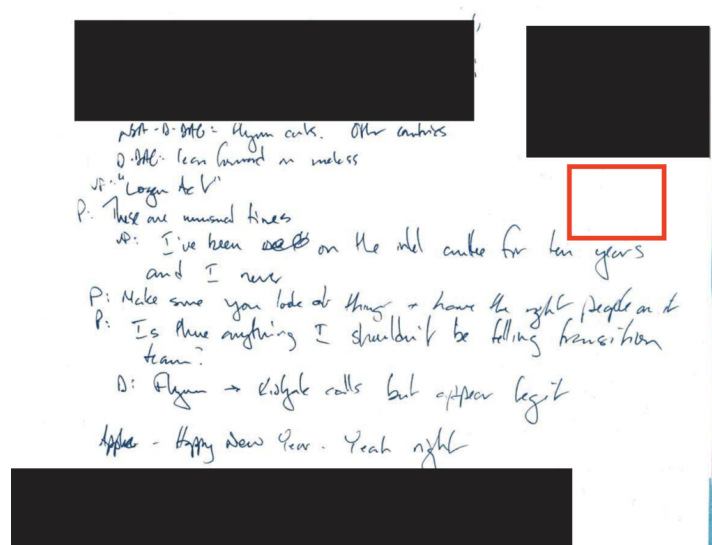 NSA-D-DAG: Flynn cuts. Other countries
D-DAG: lean forward on
VP: "Logan Act"
P: These are unusual times
VP: I've been on the intel cmttee for ten years
and I never
P: Make sure you look at things + have the right people on it
P: Is there anything I shouldn't be telling transition
team?
D: Flynn → Kislyak calls but appear legit
- Happy New Year. Yeah right